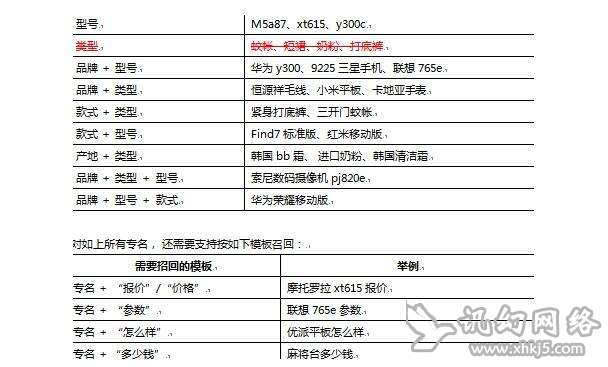 型号 M5a87、xt615、y300c
类型 蚊帐、短裙、奶粉、打底裤
品牌 + 型号 华为 y300、9225 三星手机、联想 765e
品牌 + 类型 恒源祥毛线、小米平板、卡地亚手表
款式 + 类型 紧身打底裤、三开门蚊帐
款式 + 型号 Find7 标准版、红米移动版
产地 + 类型 韩国 bb 霜、 进口奶粉、韩国清洁霜
品牌 + 类型 + 型号 索尼数码摄像机 pj820e
品牌 + 型号 + 款式 华为荣耀移动版
对如上所有专名，还需要支持按如下模板召回：
需要招回的模板 举例
专名 + “报价”/“价格” 摩托罗拉 xt615 报价
专名 + “参数” 联想 765e 参数
专名 + “怎么样” 优派平板怎么样
专名 + “多少钱” 麻将台多少钱
讯幻网络
www.xhkj5.com